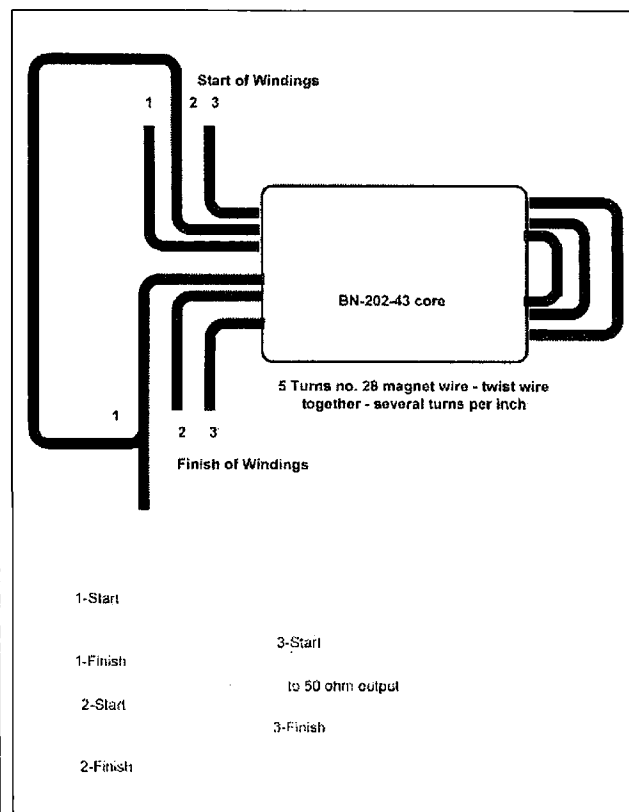 Start of Windings
1 2 3
BN-202-43 core
5 Turns no. 28 magnet wire - twist wire
together - several turns per inch
1
2 3
Finish of Windings
1-Start
3-Start
1-Finish
to 50 ohm output
2-Start
3-Finish
2-Finish